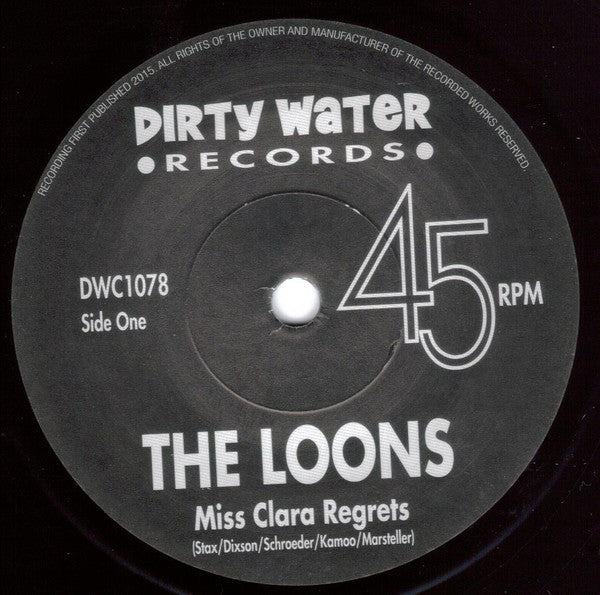 RECORDING FIRST PUBLISHED 2015. ALL RIGHTS OF THE OWNER AND MANUFACTURER OF THE RECORDED WORKS RESERVED.
DIRTY WATER
•RECORDS•
45 RPM
DWC1078
Side One
THE LOONS
Miss Clara Regrets
(Stax/Dixson/Schroeder/Kamoo/Marsteller)